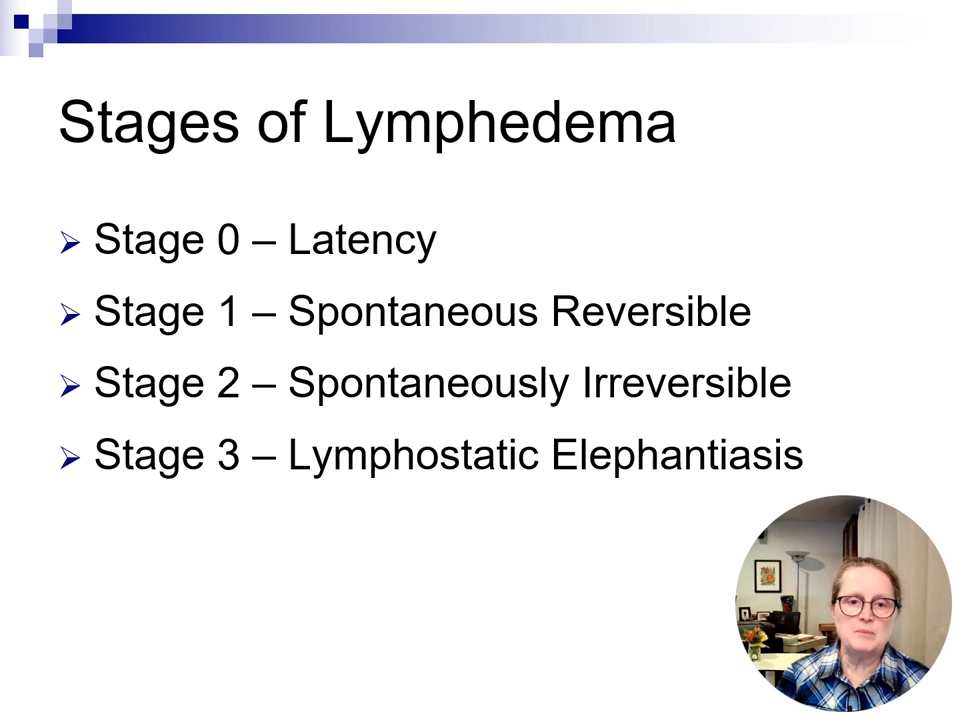 Stages of Lymphedema
Stage 0 – Latency
Stage 1 – Spontaneous Reversible
Stage 2 – Spontaneously Irreversible
Stage 3 – Lymphostatic Elephantiasis